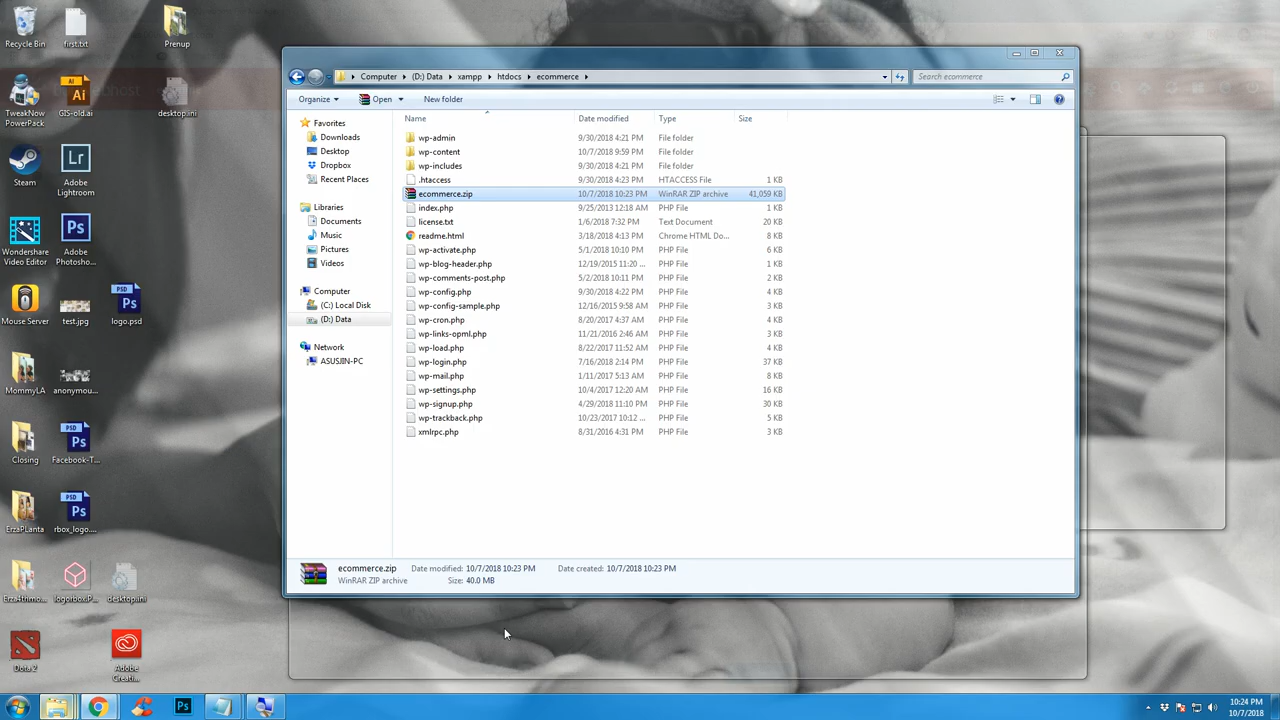 Recycle Bin
first.txt
Prenup
TweakNow
PowerPack
GIS-old.ai
desktop.ini
Steam
Adobe
Lightroom
Wondershare
Video Editor
Adobe
Photosho...
Mouse Server
test.jpg
logo.psd
MommyLA
anonymou...
Closing
Facebook-T...
ErzaPLanta
rbox_logo....
desktop.ini
Dota 2
Adobe
Creati...
Computer
(D:) Data
xampp
htdocs
ecommerce
Search ecommerce
Organize
Open
New folder
Favorites
Downloads
Desktop
Dropbox
Recent Places
Libraries
Documents
Music
Pictures
Videos
Computer
(C:) Local Disk
(D:) Data
Network
ASUSJIN-PC
Name Date modified Type Size
wp-admin 9/30/2018 4:21 PM File folder
wp-content 10/7/2018 9:59 PM File folder
wp-includes 9/30/2018 4:21 PM File folder
.htaccess 9/30/2018 4:23 PM HTACCESS File 1 KB
ecommerce.zip 10/7/2018 10:23 PM WinRAR ZIP archive 41,059 KB
index.php 9/25/2013 12:18 AM PHP File 1 KB
license.txt 1/6/2018 7:32 PM Text Document 20 KB
readme.html 3/18/2018 4:13 PM Chrome HTML Do... 8 KB
wp-activate.php 5/1/2018 10:10 PM PHP File 6 KB
wp-blog-header.php 12/19/2015 11:20 ... PHP File 1 KB
wp-comments-post.php 5/2/2018 10:11 PM PHP File 2 KB
wp-config.php 9/30/2018 4:22 PM PHP File 4 KB
wp-config-sample.php 12/16/2015 9:58 AM PHP File 3 KB
wp-cron.php 8/20/2017 4:37 AM PHP File 4 KB
wp-links-opml.php 11/21/2016 2:46 AM PHP File 3 KB
wp-load.php 8/22/2017 11:52 AM PHP File 4 KB
wp-login.php 7/16/2018 2:14 PM PHP File 37 KB
wp-mail.php 1/11/2017 5:13 AM PHP File 8 KB
wp-settings.php 10/4/2017 12:20 AM PHP File 16 KB
wp-signup.php 4/29/2018 11:10 PM PHP File 30 KB
wp-trackback.php 10/23/2017 10:12 ... PHP File 5 KB
xmlrpc.php 8/31/2016 4:31 PM PHP File 3 KB
ecommerce.zip Date modified: 10/7/2018 10:23 PM Date created: 10/7/2018 10:23 PM
WinRAR ZIP archive Size: 40.0 MB
10:24 PM
10/7/2018